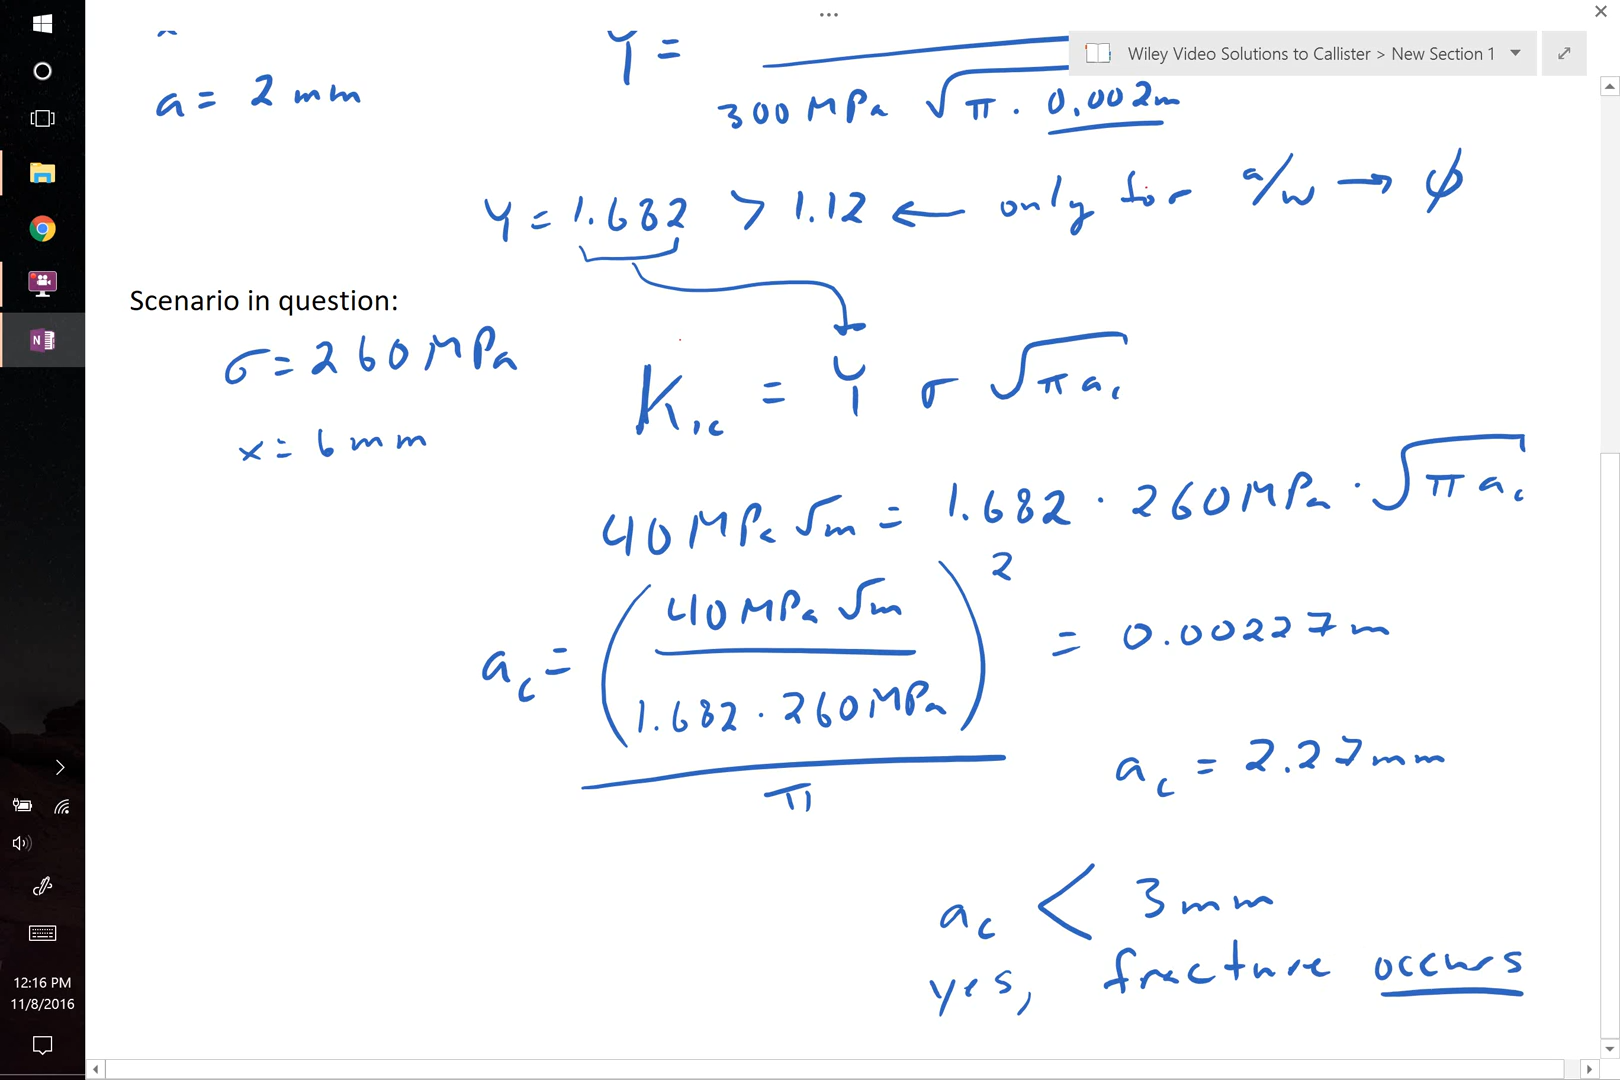 Wiley Video Solutions to Callister > New Section 1
Y =
a = 2 mm
300 MPa √π · 0.002m
Y = 1.682 > 1.12 ← only for a/w → ϕ
Scenario in question:
σ = 260 MPa
K1c = Y σ √π ac
x = 6 mm
40 MPa √m = 1.682 · 260 MPa · √π ac
ac = (40 MPa √m / 1.682 · 260 MPa)² / π = 0.00227 m
ac = 2.27 mm
ac < 3 mm
yes, fracture occurs
12:16 PM
11/8/2016